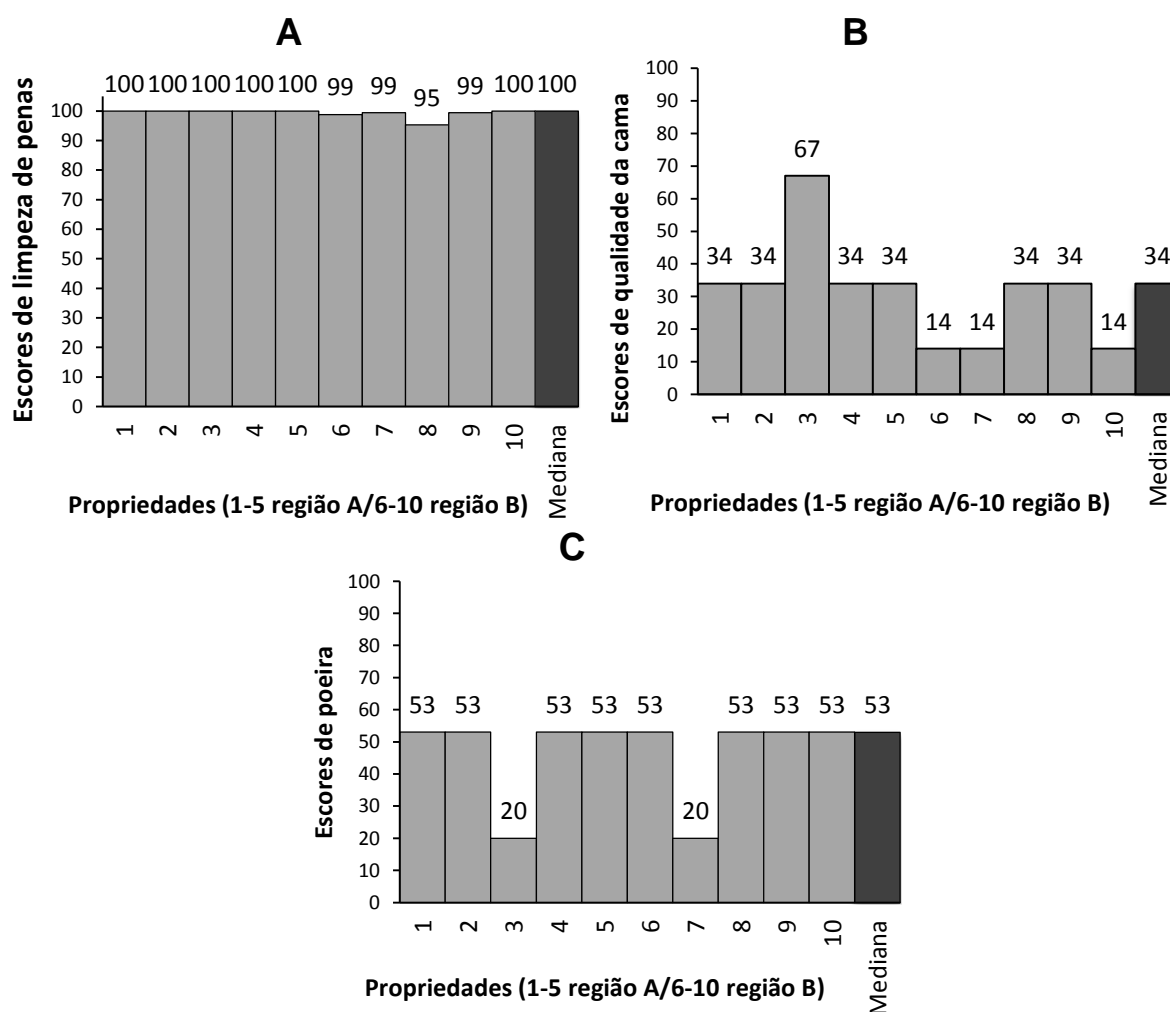 A
Escores de limpeza de penas
100 100 100 100 100 99 99 95 99 100 100
100
90
80
70
60
50
40
30
20
10
0
1 2 3 4 5 6 7 8 9 10 Mediana
Propriedades (1-5 região A/6-10 região B)
B
Escores de qualidade da cama
100
90
80
70
60
50
40
30
20
10
0
34 34 67 34 34 14 14 34 34 14 34
1 2 3 4 5 6 7 8 9 10 Mediana
Propriedades (1-5 região A/6-10 região B)
C
Escores de poeira
100
90
80
70
60
50
40
30
20
10
0
53 53 20 53 53 53 20 53 53 53 53
1 2 3 4 5 6 7 8 9 10 Mediana
Propriedades (1-5 região A/6-10 região B)